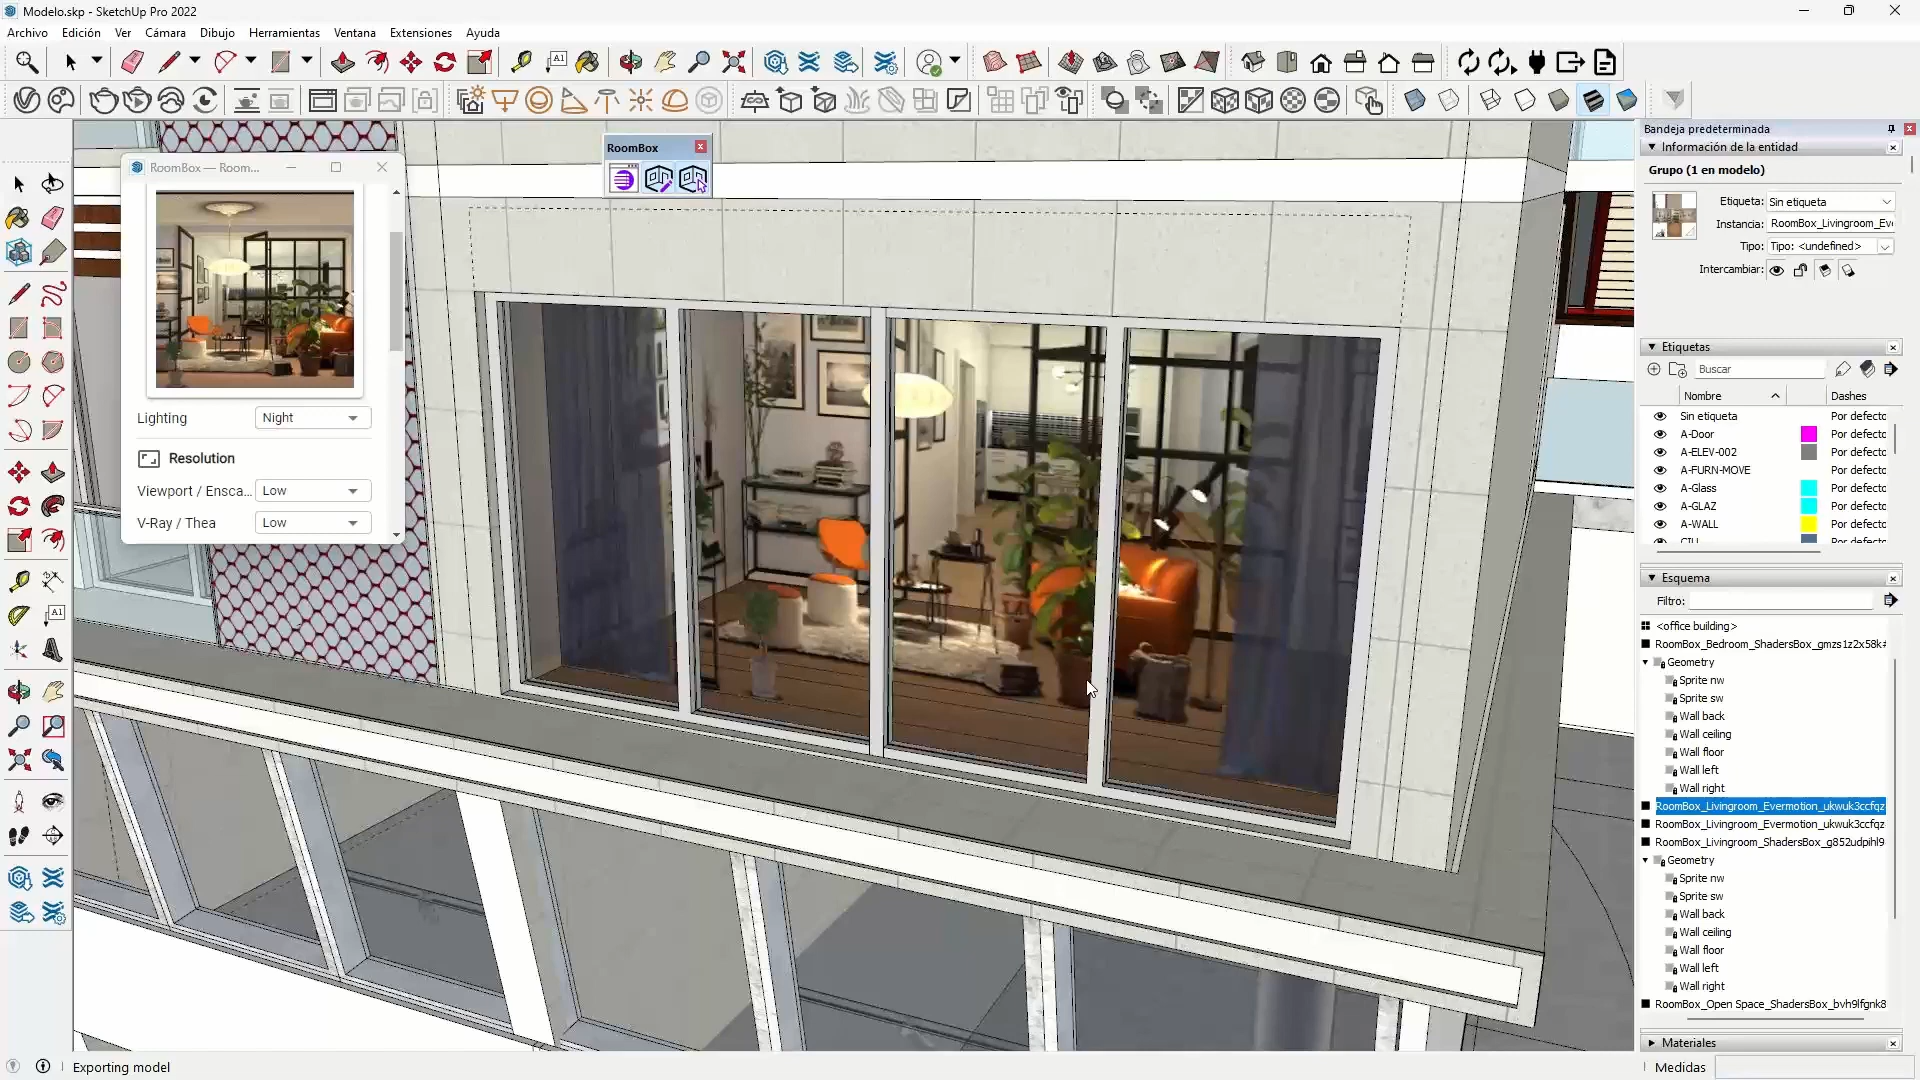 Modelo.skp - SketchUp Pro 2022
Archivo Edición Ver Cámara Dibujo Herramientas Ventana Extensiones Ayuda
A1
RoomBox — Room...
RoomBox
Lighting Night
Resolution
Viewport / Ensca... Low
V-Ray / Thea Low
A1
Bandeja predeterminada
Información de la entidad
Grupo (1 en modelo)
Etiqueta: Sin etiqueta
Instancia: RoomBox_Livingroom_Ev
Tipo: Tipo: <undefined>
Intercambiar:
Etiquetas
Buscar
Nombre Dashes
Sin etiqueta Por defecto
A-Door Por defecto
A-ELEV-002 Por defecto
A-FURN-MOVE Por defecto
A-Glass Por defecto
A-GLAZ Por defecto
A-WALL Por defecto
Por defecto
Esquema
Filtro:
<office building>
RoomBox_Bedroom_ShadersBox_gmzs1z2x58k#
Geometry
Sprite nw
Sprite sw
Wall back
Wall ceiling
Wall floor
Wall left
Wall right
RoomBox_Livingroom_Evermotion_ukwuk3ccfqz
RoomBox_Livingroom_Evermotion_ukwuk3ccfqz
RoomBox_Livingroom_ShadersBox_g852udpihl9
Geometry
Sprite nw
Sprite sw
Wall back
Wall ceiling
Wall floor
Wall left
Wall right
RoomBox_Open Space_ShadersBox_bvh9lfgnk8
Materiales
Exporting model
Medidas